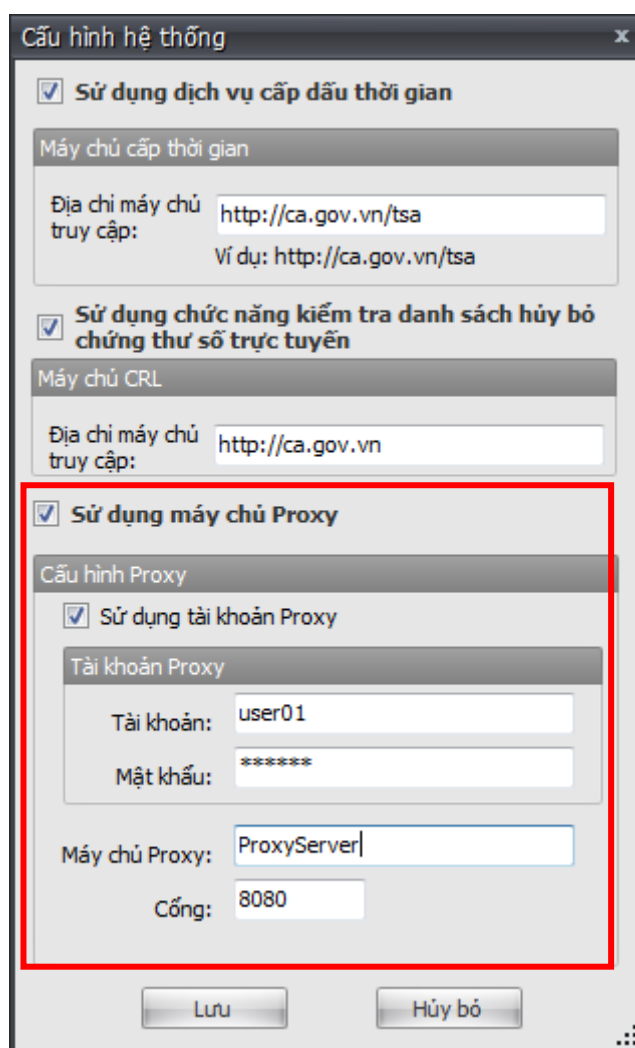 Cấu hình hệ thống
x
Sử dụng dịch vụ cấp dấu thời gian
Máy chủ cấp thời gian
Địa chỉ máy chủ
truy cập:
http://ca.gov.vn/tsa
Ví dụ: http://ca.gov.vn/tsa
Sử dụng chức năng kiểm tra danh sách hủy bỏ
chứng thư số trực tuyến
Máy chủ CRL
Địa chỉ máy chủ
truy cập:
http://ca.gov.vn
Sử dụng máy chủ Proxy
Cấu hình Proxy
Sử dụng tài khoản Proxy
Tài khoản Proxy
Tài khoản: user01
Mật khẩu: ******
Máy chủ Proxy: ProxyServer
Cổng: 8080
Lưu Hủy bỏ